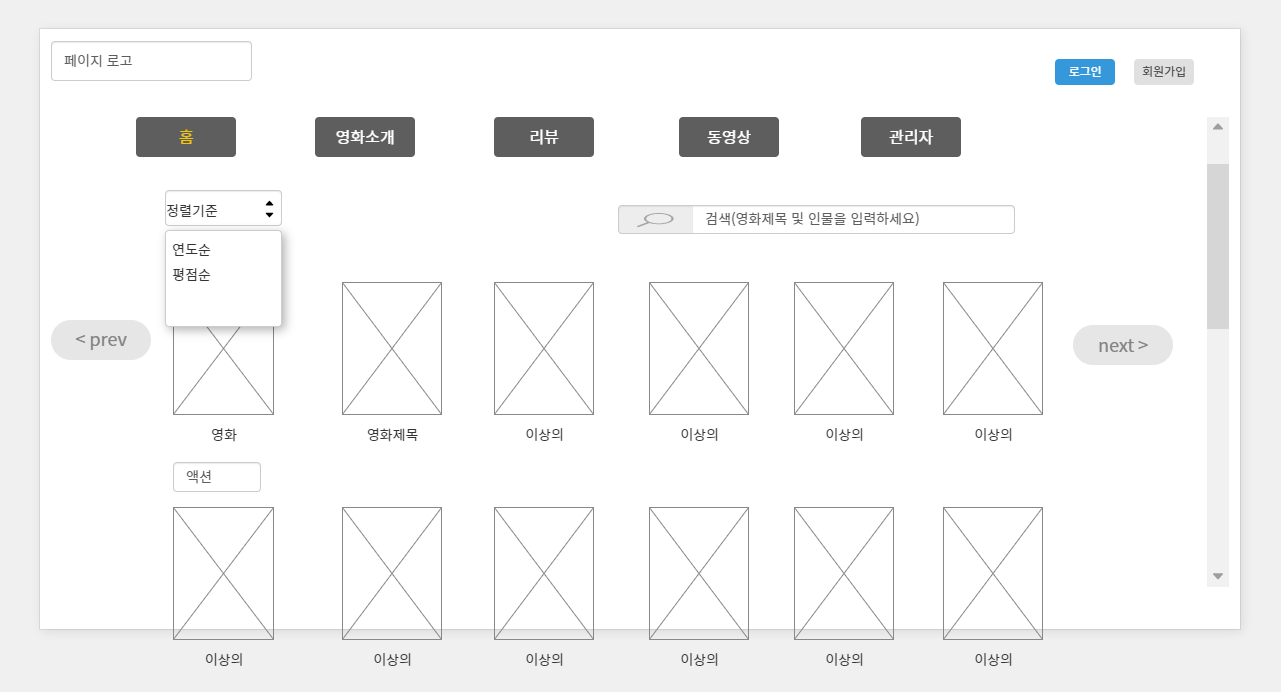 페이지 로고
로그인
회원가입
홈
영화소개
리뷰
동영상
관리자
정렬기준
검색(영화제목 및 인물을 입력하세요)
연도순
평점순
< prev
next >
영화
영화제목
이상의
이상의
이상의
이상의
액션
이상의
이상의
이상의
이상의
이상의
이상의